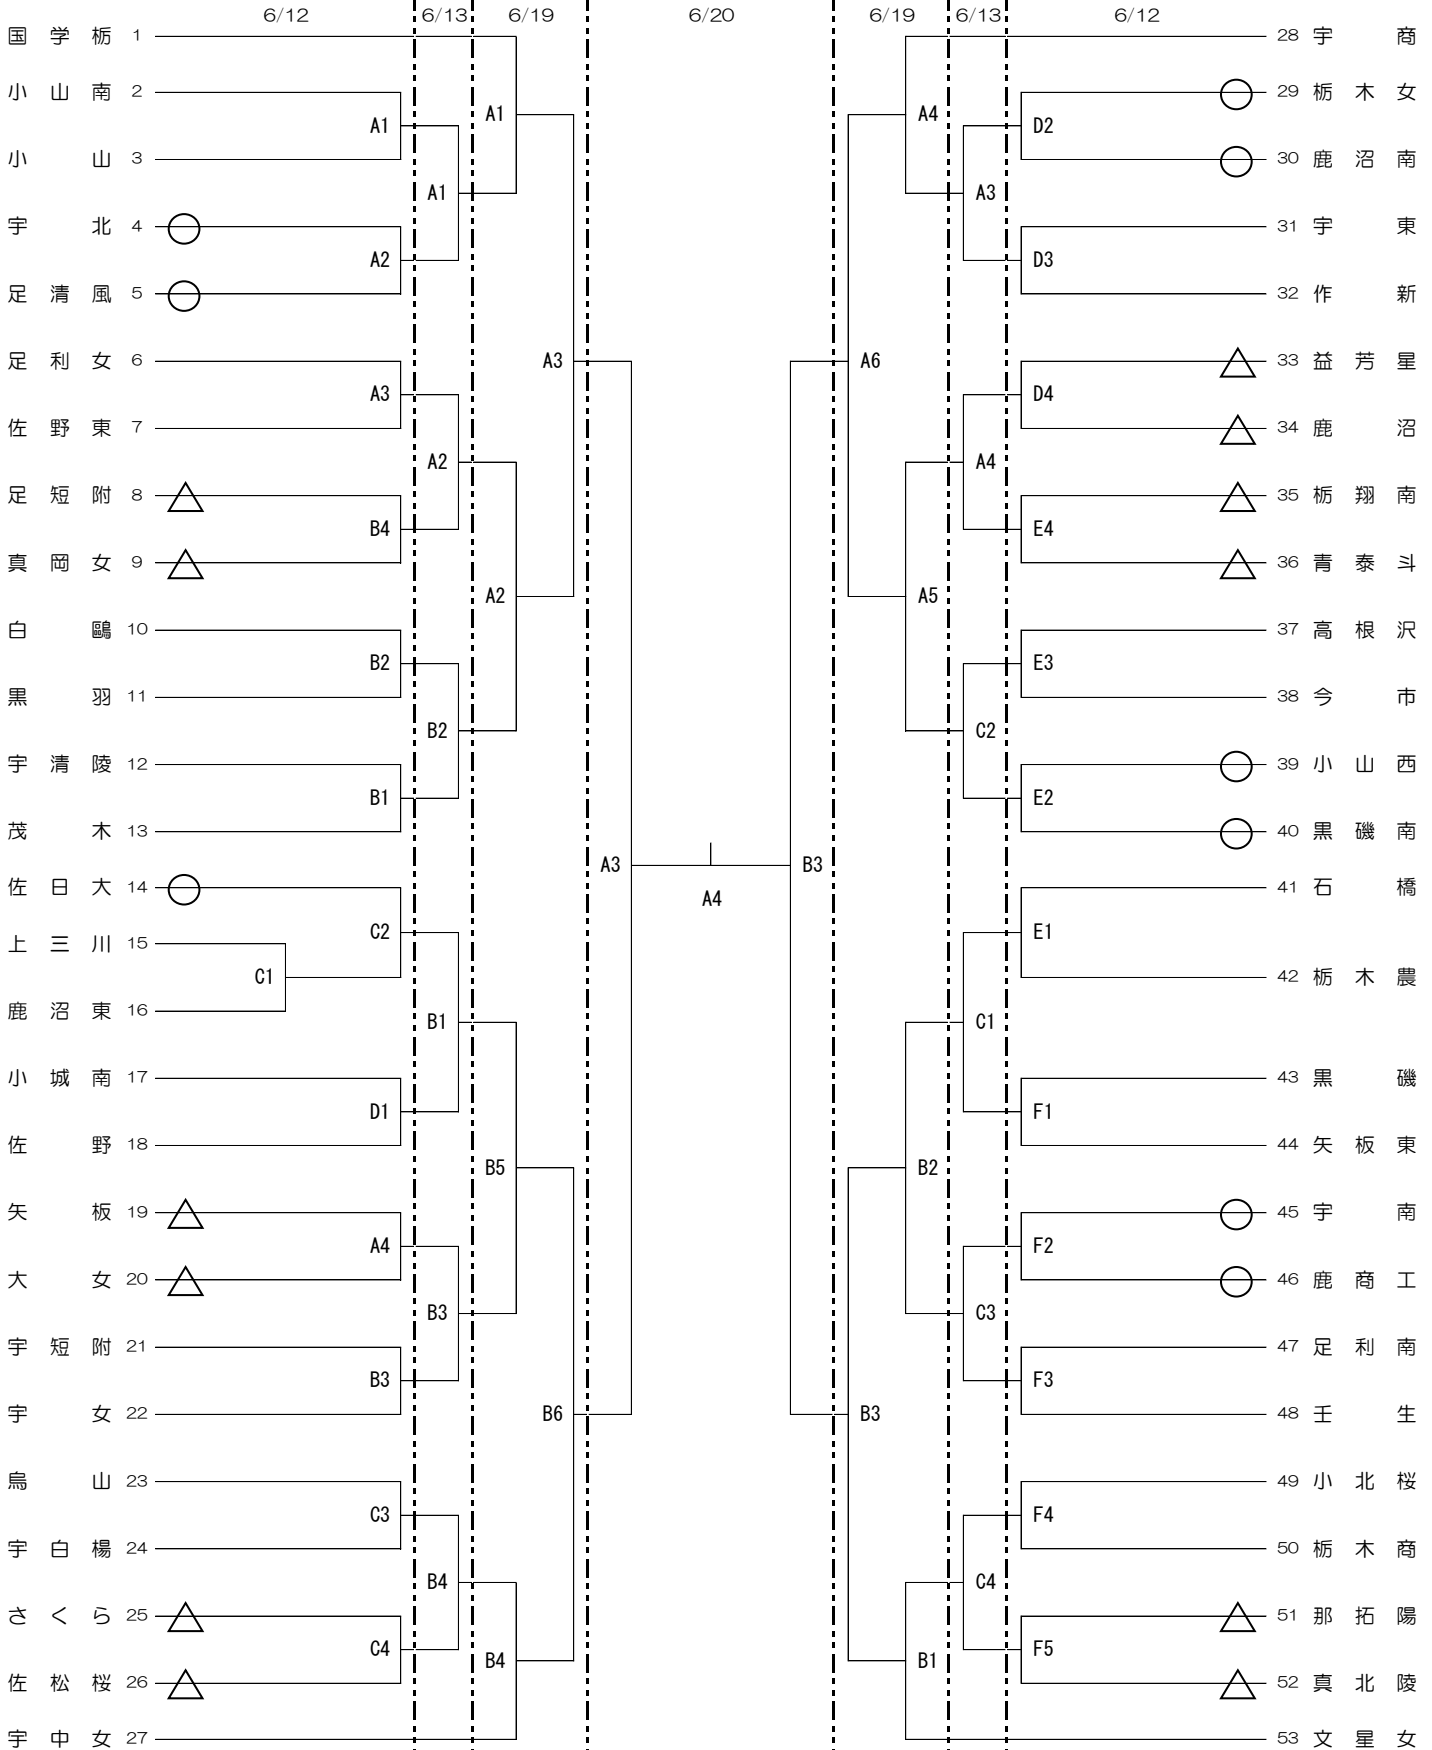 6/12 6/13 6/19 6/20 6/19 6/13 6/12
国学栃 1 28 宇商
小山南 2 29 栃木女
A1 A1 A4 D2
小山 3 30 鹿沼南
A1 A3
宇北 4 31 宇東
A2 D3
足清風 5 32 作新
足利女 6 A3 A6 33 益芳星
A3 D4
佐野東 7 34 鹿沼
A2 A4
足短附 8 35 栃翔南
B4 E4
真岡女 9 36 青泰斗
A2 A5
白鷗 10 37 高根沢
B2 E3
黒羽 11 38 今市
B2 C2
宇清陵 12 39 小山西
B1 E2
茂木 13 40 黒磯南
A3 B3
佐日大 14 41 石橋
A4
C2 E1
上三川 15
C1 42 栃木農
鹿沼東 16
B1 C1
小城南 17 43 黒磯
D1 F1
佐野 18 44 矢板東
B5 B2
矢板 19 45 宇南
A4 F2
大女 20 46 鹿商工
B3 C3
宇短附 21 47 足利南
B3 F3
宇女 22 B6 B3 48 壬生
烏山 23 49 小北桜
C3 F4
宇白楊 24 50 栃木商
B4 C4
さくら 25 51 那拓陽
C4 F5
B4 B1
佐松桜 26 52 真北陵
宇中女 27 53 文星女